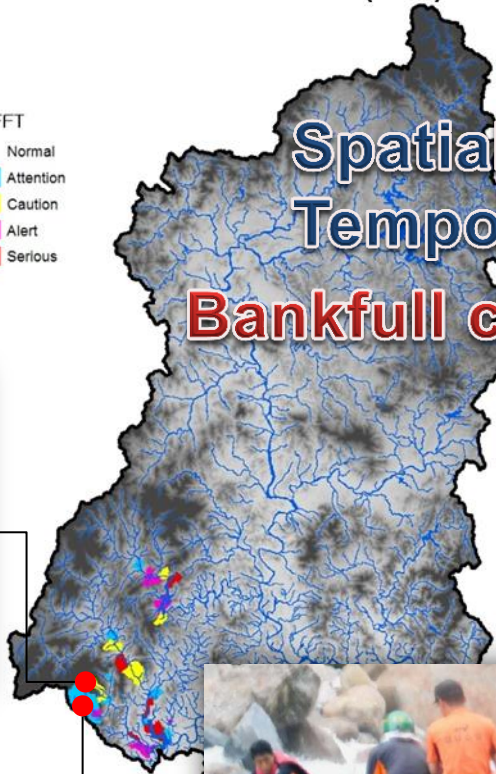 FFT
Normal
Attention
Caution
Alert
Serious
Spatia
Tempo
Bankfull c